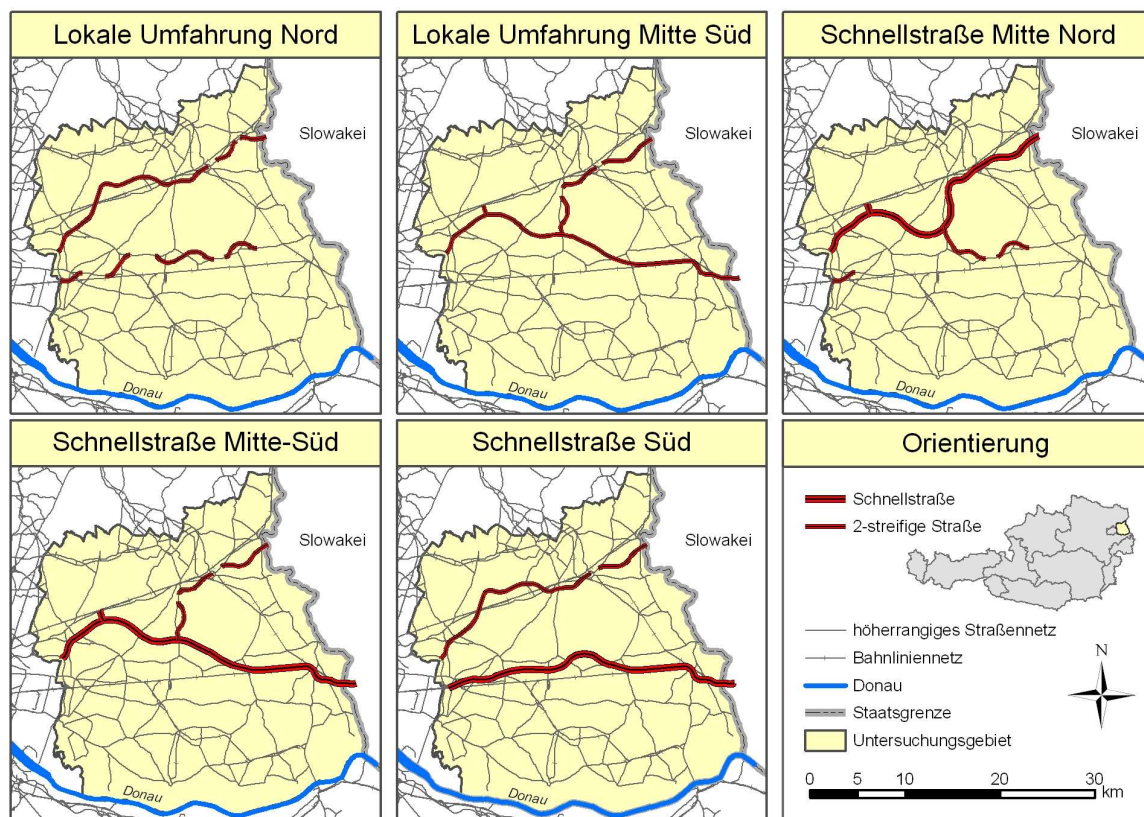 Lokale Umfahrung Nord
Slowakei
Donau
Lokale Umfahrung Mitte Süd
Slowakei
Donau
Schnellstraße Mitte Nord
Slowakei
Donau
Schnellstraße Mitte-Süd
Slowakei
Donau
Schnellstraße Süd
Slowakei
Donau
Orientierung
Schnellstraße
2-streifige Straße
höherrangiges Straßennetz
Bahnliniennetz
Donau
Staatsgrenze
Untersuchungsgebiet
N
0 5 10 20 30
km